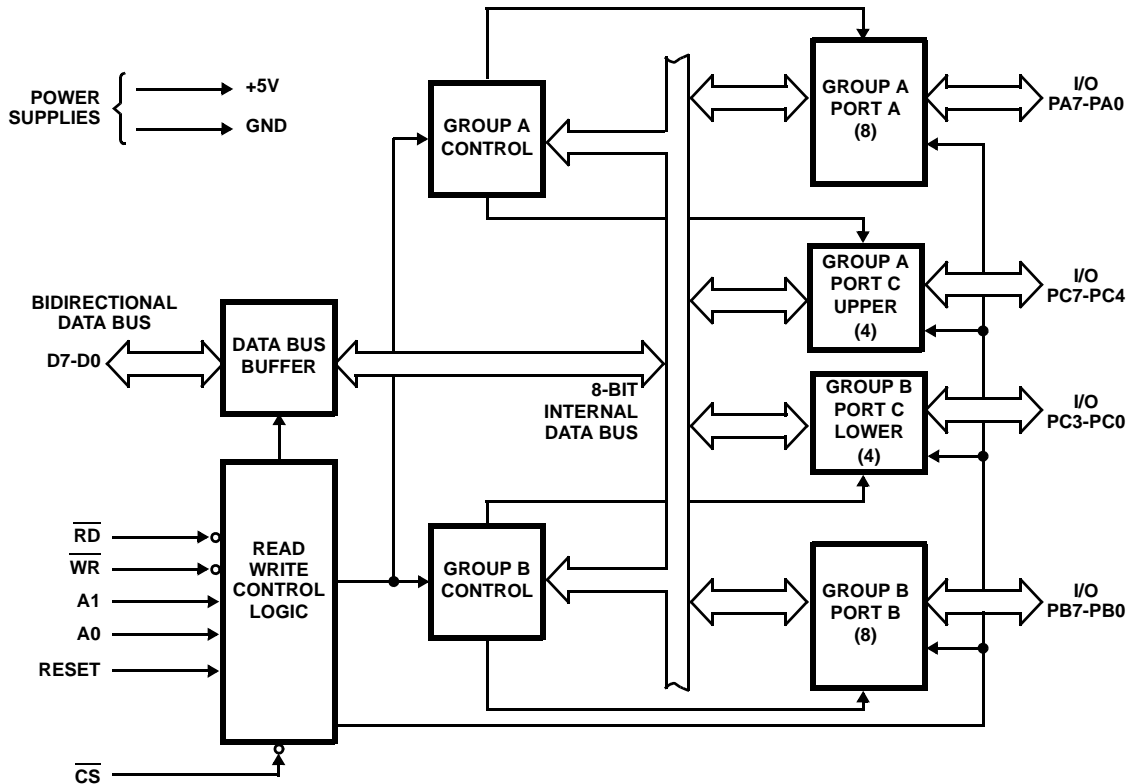 POWER
SUPPLIES
+5V
GND
GROUP A
CONTROL
GROUP A
PORT A
(8)
I/O
PA7-PA0
GROUP A
PORT C
UPPER
(4)
I/O
PC7-PC4
BIDIRECTIONAL
DATA BUS
D7-D0
DATA BUS
BUFFER
8-BIT
INTERNAL
DATA BUS
GROUP B
PORT C
LOWER
(4)
I/O
PC3-PC0
RD
WR
A1
A0
RESET
CS
READ
WRITE
CONTROL
LOGIC
GROUP B
CONTROL
GROUP B
PORT B
(8)
I/O
PB7-PB0